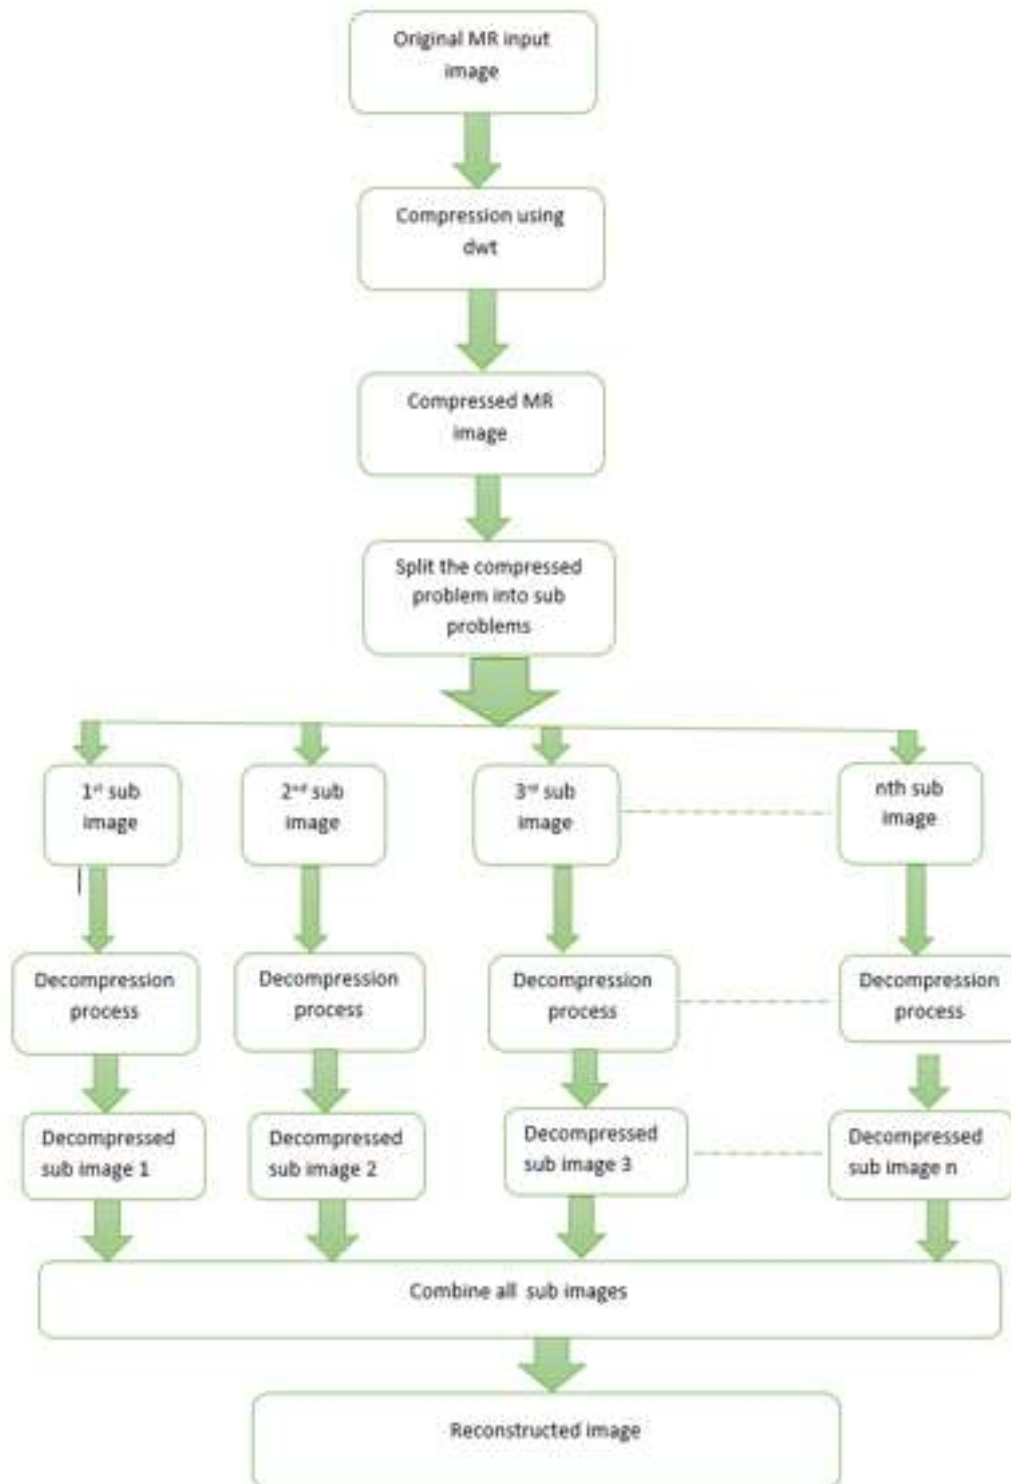 Original MR input
image
Compression using
dwt
Compressed MR
image
Split the compressed
problem into sub
problems
1st sub
image
2nd sub
image
3rd sub
image
nth sub
image
Decompression
process
Decompression
process
Decompression
process
Decompression
process
Decompressed
sub image 1
Decompressed
sub image 2
Decompressed
sub image 3
Decompressed
sub image n
Combine all sub images
Reconstructed image